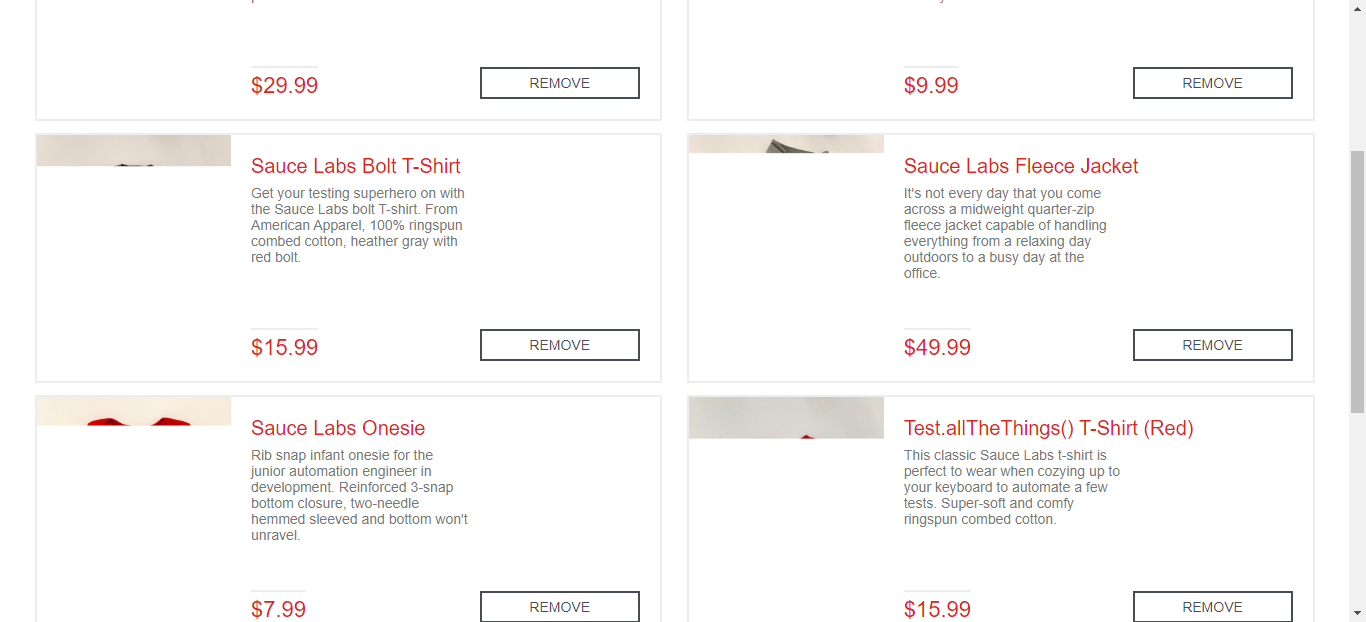 $29.99
REMOVE
$9.99
REMOVE
Sauce Labs Bolt T-Shirt
Get your testing superhero on with
the Sauce Labs bolt T-shirt. From
American Apparel, 100% ringspun
combed cotton, heather gray with
red bolt.
$15.99
REMOVE
Sauce Labs Fleece Jacket
It's not every day that you come
across a midweight quarter-zip
fleece jacket capable of handling
everything from a relaxing day
outdoors to a busy day at the
office.
$49.99
REMOVE
Sauce Labs Onesie
Rib snap infant onesie for the
junior automation engineer in
development. Reinforced 3-snap
bottom closure, two-needle
hemmed sleeved and bottom won't
unravel.
$7.99
REMOVE
Test.allTheThings() T-Shirt (Red)
This classic Sauce Labs t-shirt is
perfect to wear when cozying up to
your keyboard to automate a few
tests. Super-soft and comfy
ringspun combed cotton.
$15.99
REMOVE